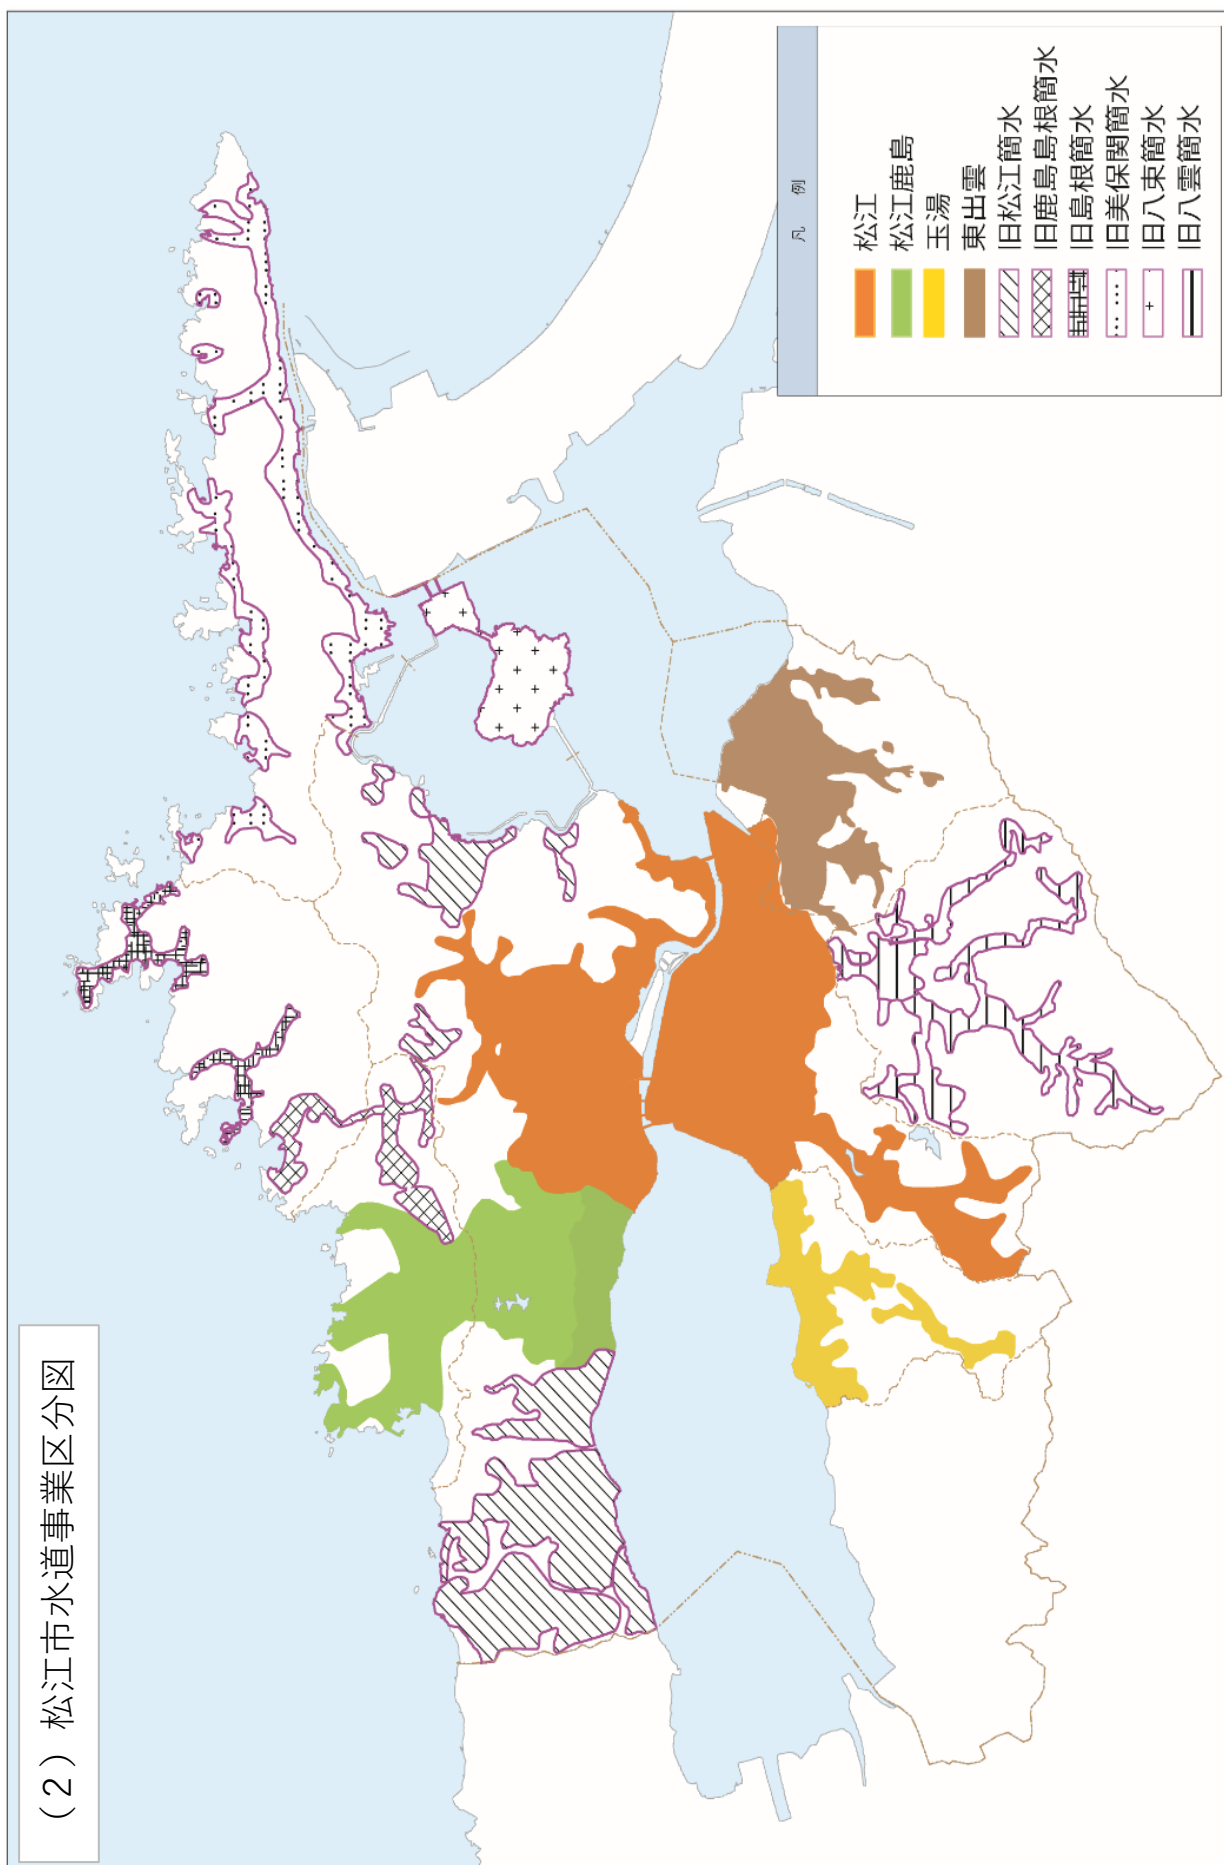 （２）松江市水道事業区分図
凡　例
松江
松江鹿島
玉湯
東出雲
旧松江簡水
旧鹿島島根簡水
旧島根簡水
旧美保関簡水
旧八束簡水
旧八雲簡水